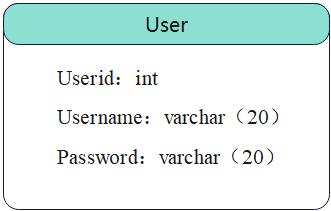 User
Userid：int
Username：varchar（20）
Password：varchar（20）